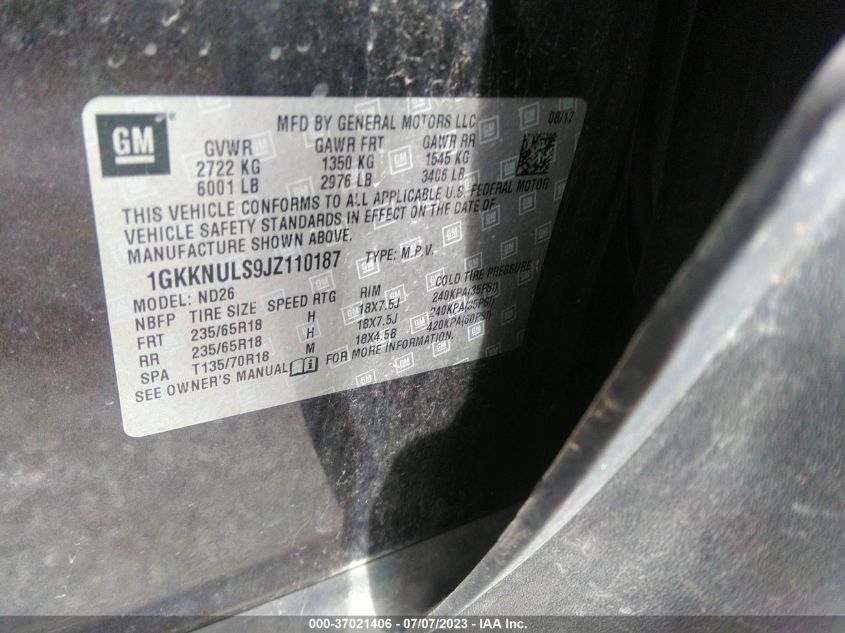 GM
MFD BY GENERAL MOTORS LLC 08/17
GVWR GAWR FRT GAWR RR
2722 KG 1350 KG 1545 KG
6001 LB 2976 LB 3406 LB
THIS VEHICLE CONFORMS TO ALL APPLICABLE U.S. FEDERAL MOTOR
VEHICLE SAFETY STANDARDS IN EFFECT ON THE DATE OF
MANUFACTURE SHOWN ABOVE.
1GKKNULS9JZ110187 TYPE: M.P.V.
MODEL: ND26
NBFP TIRE SIZE SPEED RTG RIM COLD TIRE PRESSURE
FRT 235/65R18 H 18X7.5J 240KPA(35PSI)
RR 235/65R18 H 18X7.5J 240KPA(35PSI)
SPA T135/70R18 M 18X4.5B 420KPA(60PSI)
SEE OWNER'S MANUAL FOR MORE INFORMATION.
000-37021406 - 07/07/2023 - IAA Inc.